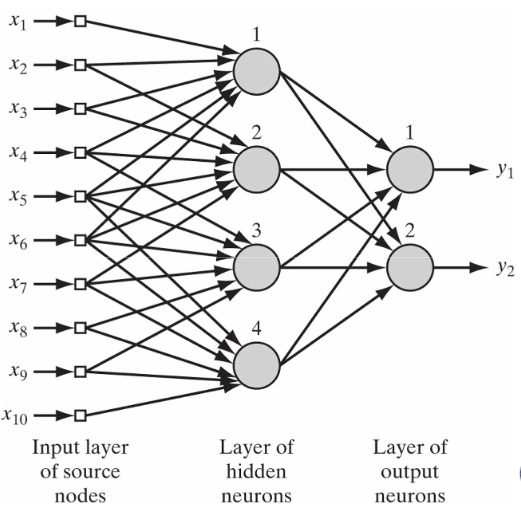 x1
x2
x3
x4
x5
x6
x7
x8
x9
x10
1
2
3
4
1
2
y1
y2
Input layer
of source
nodes
Layer of
hidden
neurons
Layer of
output
neurons